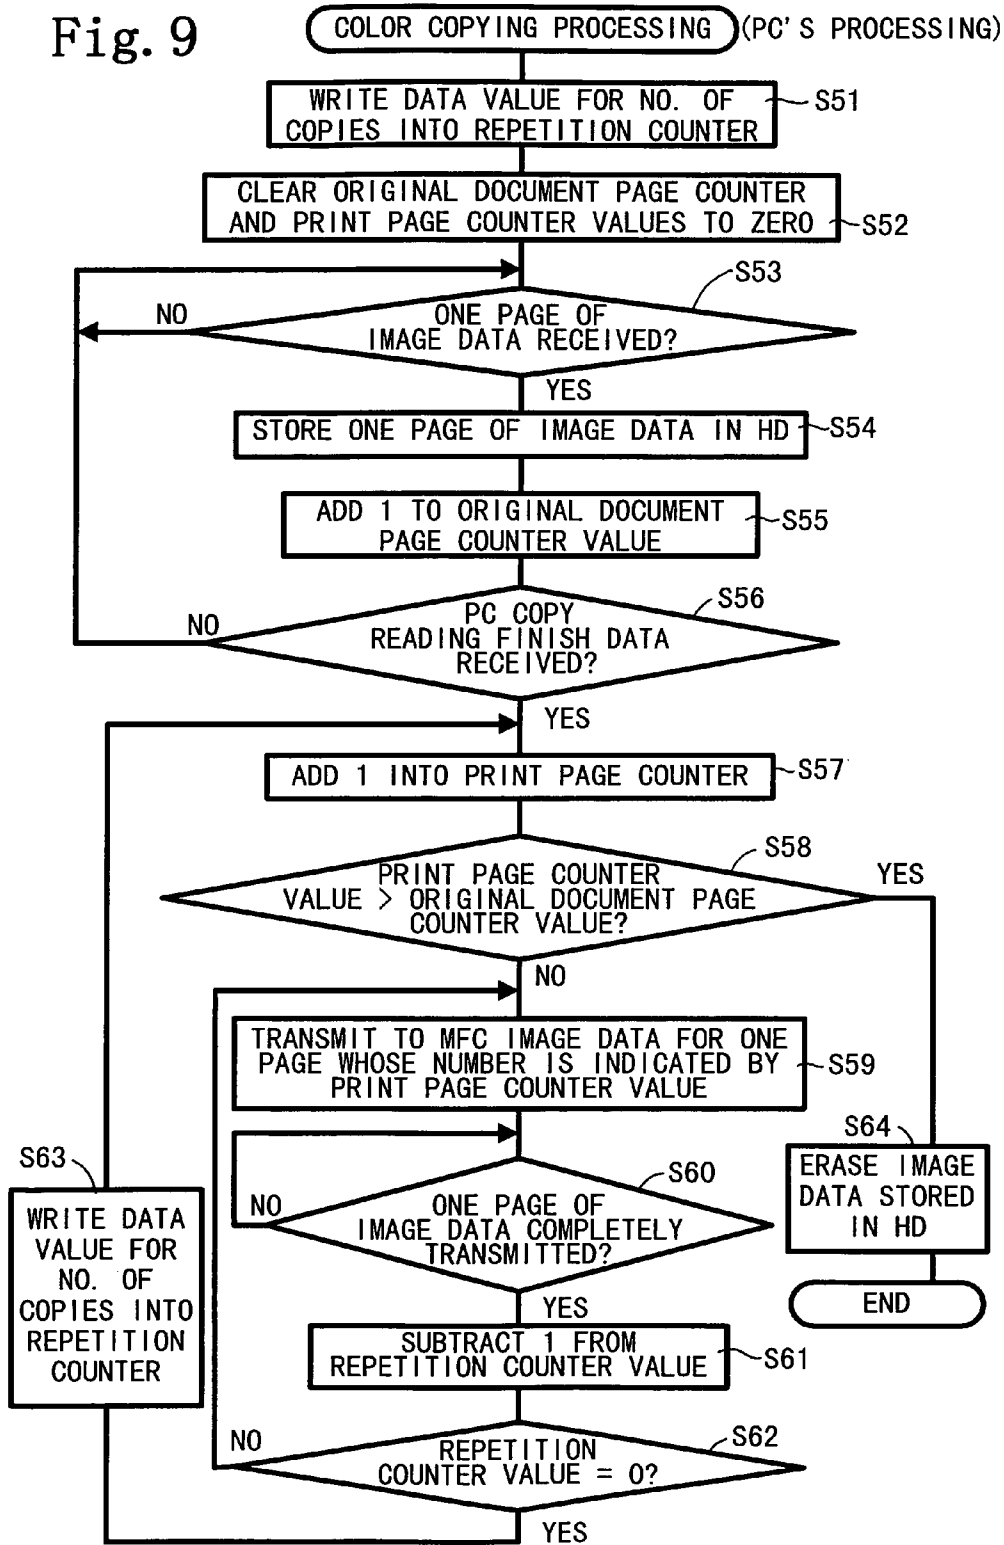 Fig. 9
COLOR COPYING PROCESSING
(PC'S PROCESSING)
WRITE DATA VALUE FOR NO. OF
COPIES INTO REPETITION COUNTER
S51
CLEAR ORIGINAL DOCUMENT PAGE COUNTER
AND PRINT PAGE COUNTER VALUES TO ZERO
S52
S53
ONE PAGE OF
IMAGE DATA RECEIVED?
NO
YES
STORE ONE PAGE OF IMAGE DATA IN HD
S54
ADD 1 TO ORIGINAL DOCUMENT
PAGE COUNTER VALUE
S55
S56
PC COPY
READING FINISH DATA
RECEIVED?
NO
YES
ADD 1 INTO PRINT PAGE COUNTER
S57
S58
PRINT PAGE COUNTER
VALUE > ORIGINAL DOCUMENT PAGE
COUNTER VALUE?
YES
NO
TRANSMIT TO MFC IMAGE DATA FOR ONE
PAGE WHOSE NUMBER IS INDICATED BY
PRINT PAGE COUNTER VALUE
S59
S60
ONE PAGE OF
IMAGE DATA COMPLETELY
TRANSMITTED?
NO
YES
SUBTRACT 1 FROM
REPETITION COUNTER VALUE
S61
S62
REPETITION
COUNTER VALUE = 0?
NO
YES
S63
WRITE DATA
VALUE FOR
NO. OF
COPIES INTO
REPETITION
COUNTER
S64
ERASE IMAGE
DATA STORED
IN HD
END